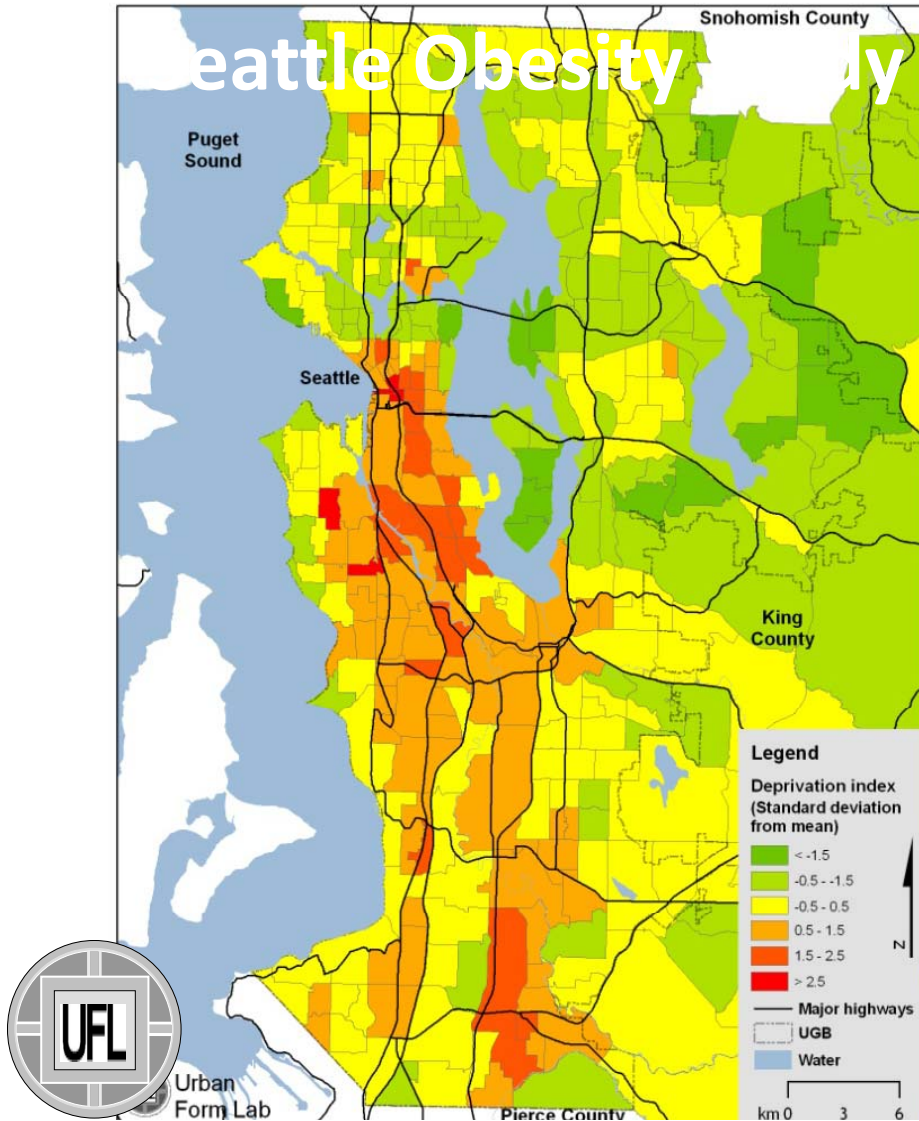 Snohomish County
Seattle Obesity
Puget
Sound
Seattle
King
County
Legend
Deprivation index
(Standard deviation
from mean)
< -1.5
-0.5 - -1.5
-0.5 - 0.5
0.5 - 1.5
1.5 - 2.5
> 2.5
Major highways
UGB
Water
N
km 0 3 6
UFL
Urban
Form Lab
Pierce County